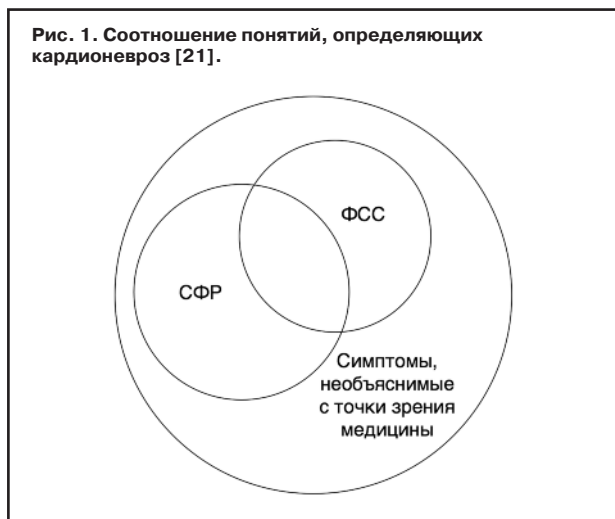 Рис. 1. Соотношение понятий, определяющих
кардионевроз [21].
ФСС
СФР
Симптомы,
необъяснимые
с точки зрения
медицины